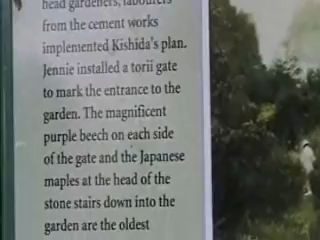 head gardeners, labourers
from the cement works
implemented Kishida's plan.
Jennie installed a torii gate
to mark the entrance to the
garden. The magnificent
purple beech on each side
of the gate and the Japanese
maples at the head of the
stone stairs down into the
garden are the oldest